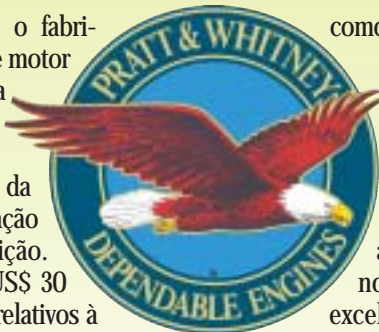 o fabri-
e motor
a
da
ção
ição.
US$ 30
relativos à
PRATT & WHITNEY
DEPENDABLE ENGINES
®
como
a
no
excel